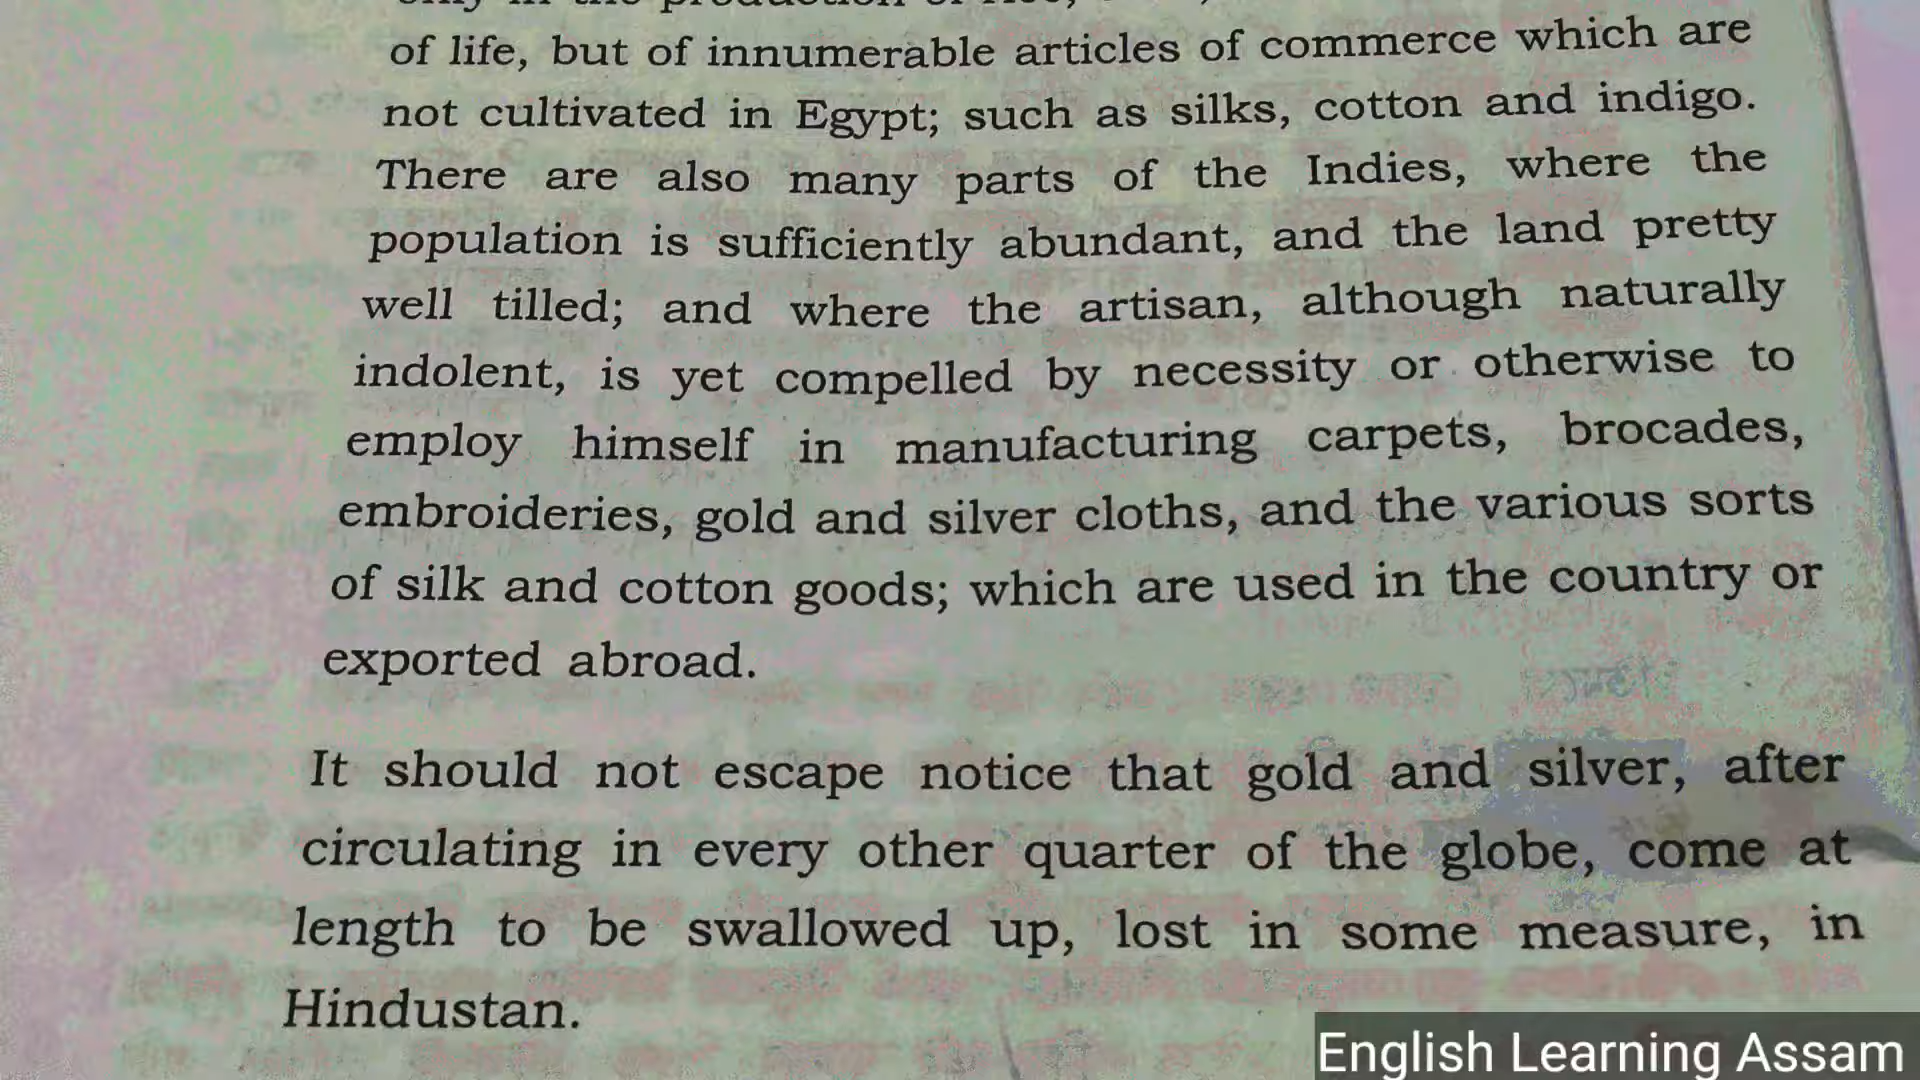 of life, but of innumerable articles of commerce which are
not cultivated in Egypt; such as silks, cotton and indigo.
There are also many parts of the Indies, where the
population is sufficiently abundant, and the land pretty
well tilled; and where the artisan, although naturally
indolent, is yet compelled by necessity or otherwise to
employ himself in manufacturing carpets, brocades,
embroideries, gold and silver cloths, and the various sorts
of silk and cotton goods; which are used in the country or
exported abroad.
It should not escape notice that gold and silver, after
circulating in every other quarter of the globe, come at
length to be swallowed up, lost in some measure, in
Hindustan.
English Learning Assam